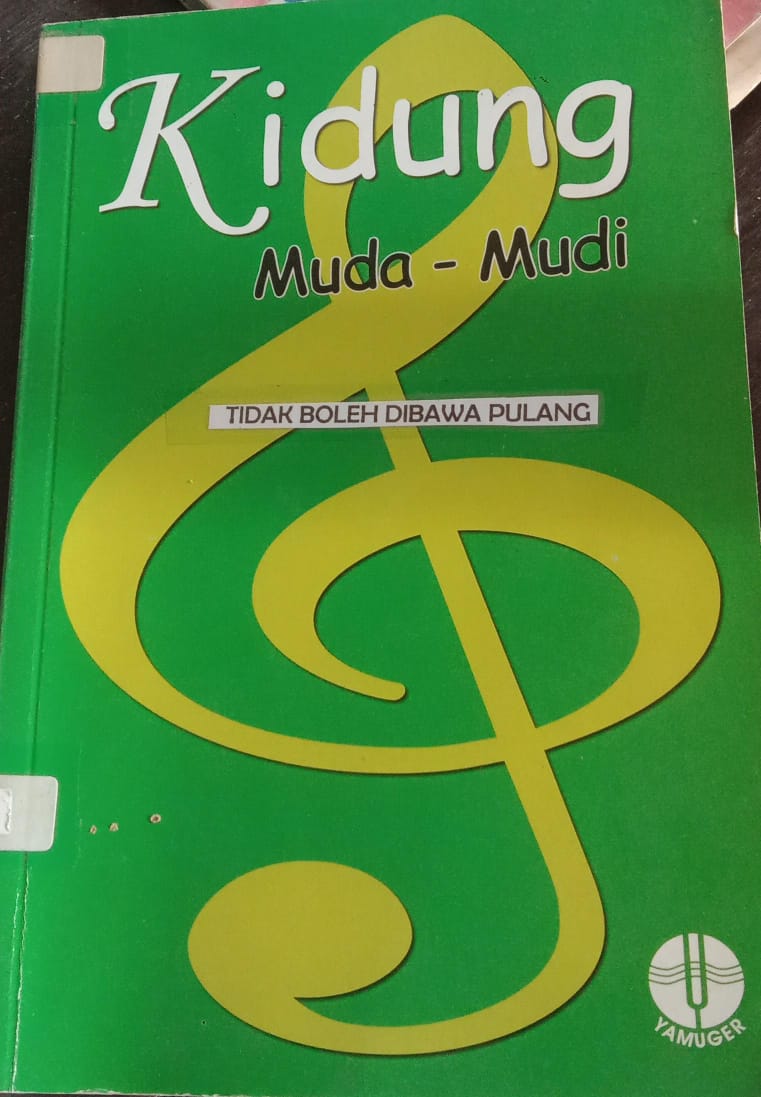 Kidung
Muda - Mudi
TIDAK BOLEH DIBAWA PULANG
YAMUGER